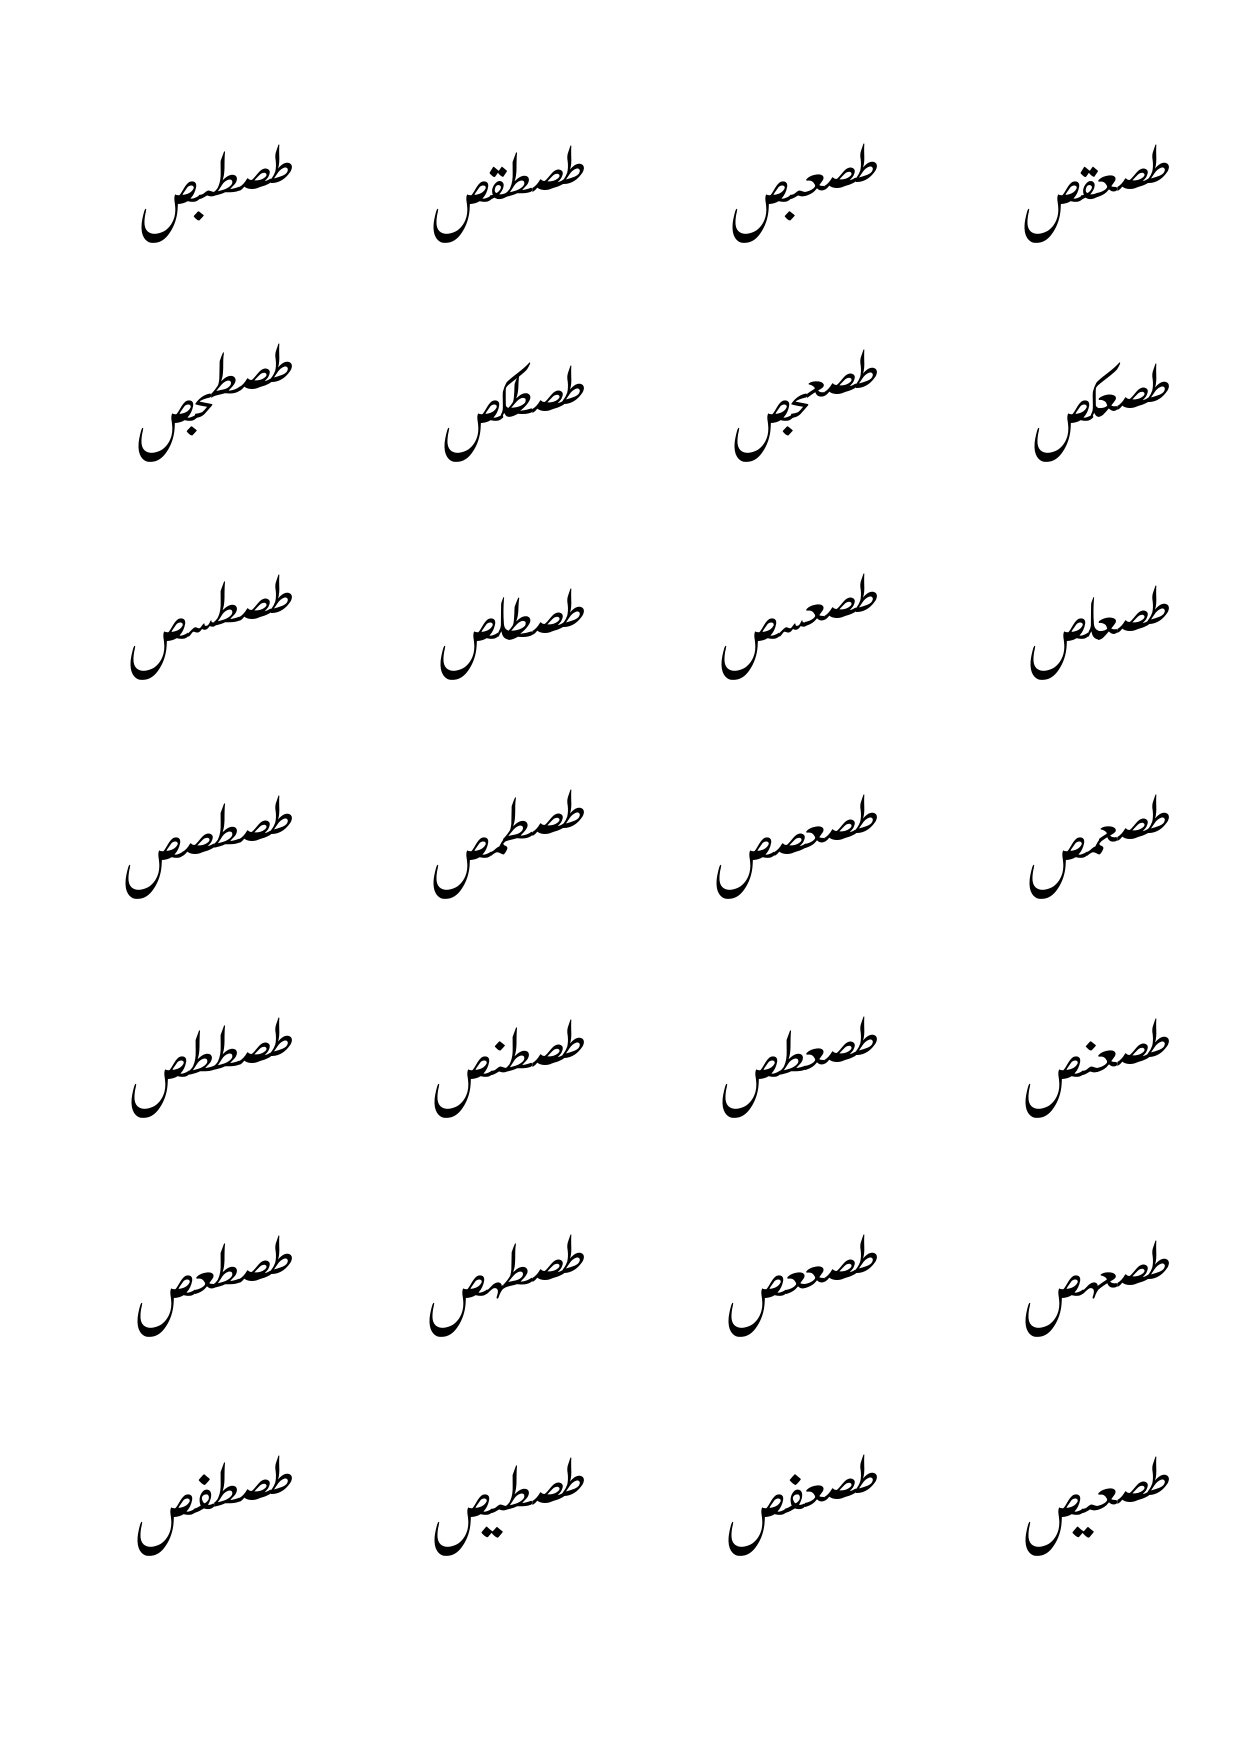 طصعقص طصعبص طصطقص طصطبص
طصعكص طصعجص طصطكص طصطجص
طصعلص طصعسص طصطلص طصطسص
طصعمص طصعصص طصطمص طصطصص
طصعنص طصعطص طصطنص طصططص
طصعهص طصععص طصطهص طصطعص
طصعيص طصعفص طصطيص طصطفص